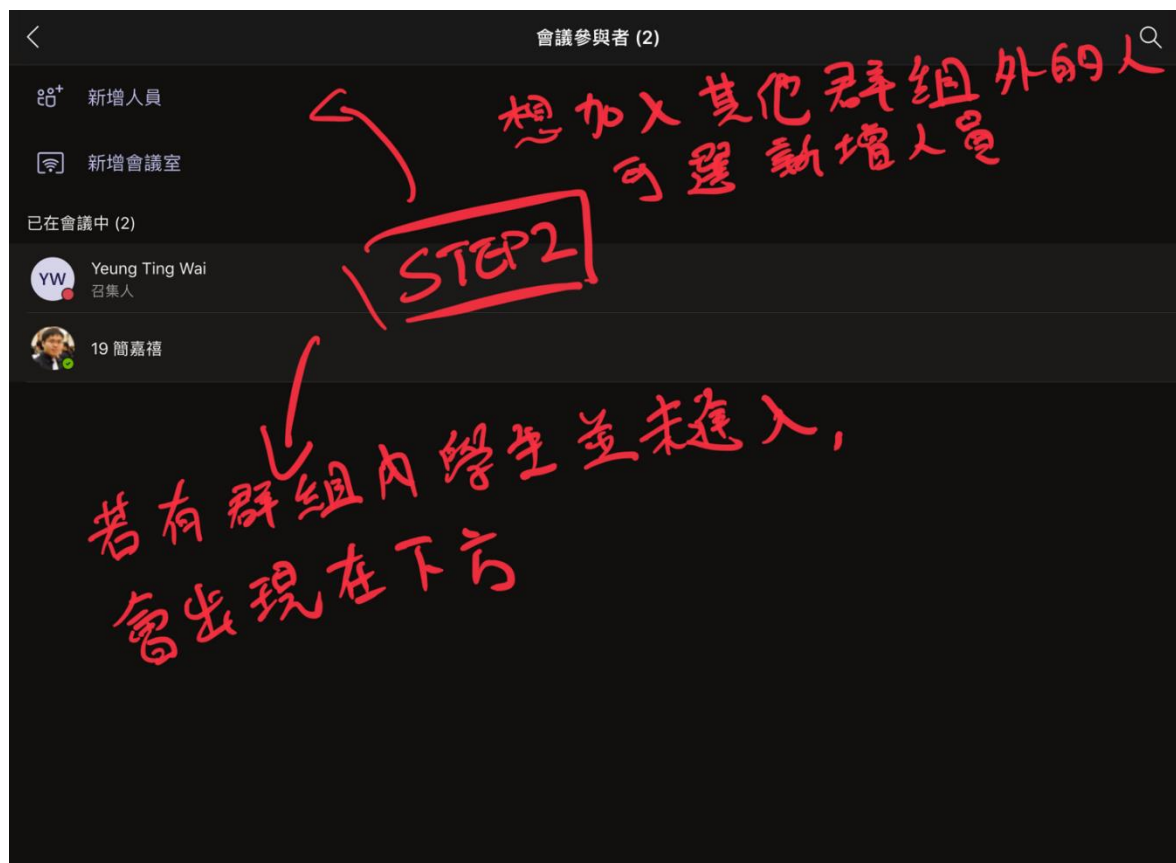 會議參與者 (2)
新增人員
想加入其他群組外的人
可選新增人員
新增會議室
已在會議中 (2)
STEP2
YW
Yeung Ting Wai
召集人
19 簡嘉禧
若有群組內學生並未進入,
會出現在下方